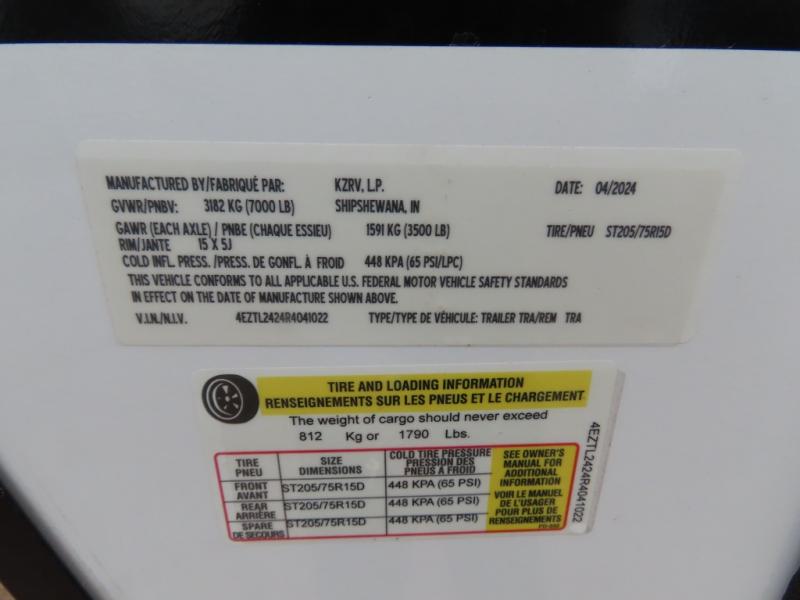 MANUFACTURED BY/FABRIQUÉ PAR: KZRV, L.P. DATE: 04/2024
GVWR/PNBV: 3182 KG (7000 LB) SHIPSHEWANA, IN
GAWR (EACH AXLE) / PNBE (CHAQUE ESSIEU) 1591 KG (3500 LB) TIRE/PNEU ST205/75R15D
RIM/JANTE 15 X 5J
COLD INFL. PRESS. /PRESS. DE GONFL. À FROID 448 KPA (65 PSI/LPC)
THIS VEHICLE CONFORMS TO ALL APPLICABLE U.S. FEDERAL MOTOR VEHICLE SAFETY STANDARDS
IN EFFECT ON THE DATE OF MANUFACTURE SHOWN ABOVE.
V.I.N./N.I.V. 4EZTL2424R4041022 TYPE/TYPE DE VÉHICULE: TRAILER TRA/REM TRA
TIRE AND LOADING INFORMATION
RENSEIGNEMENTS SUR LES PNEUS ET LE CHARGEMENT
The weight of cargo should never exceed
812 Kg or 1790 Lbs.
TIRE
PNEU
SIZE
DIMENSIONS
COLD TIRE PRESSURE
PRESSION DES
PNEUS À FROID
FRONT
AVANT
ST205/75R15D
448 KPA (65 PSI)
REAR
ARRIÈRE
ST205/75R15D
448 KPA (65 PSI)
SPARE
DE SECOURS
ST205/75R15D
448 KPA (65 PSI)
SEE OWNER'S
MANUAL FOR
ADDITIONAL
INFORMATION
VOIR LE MANUEL
DE L'USAGER
POUR PLUS DE
RENSEIGNEMENTS
4EZTL2424R4041022